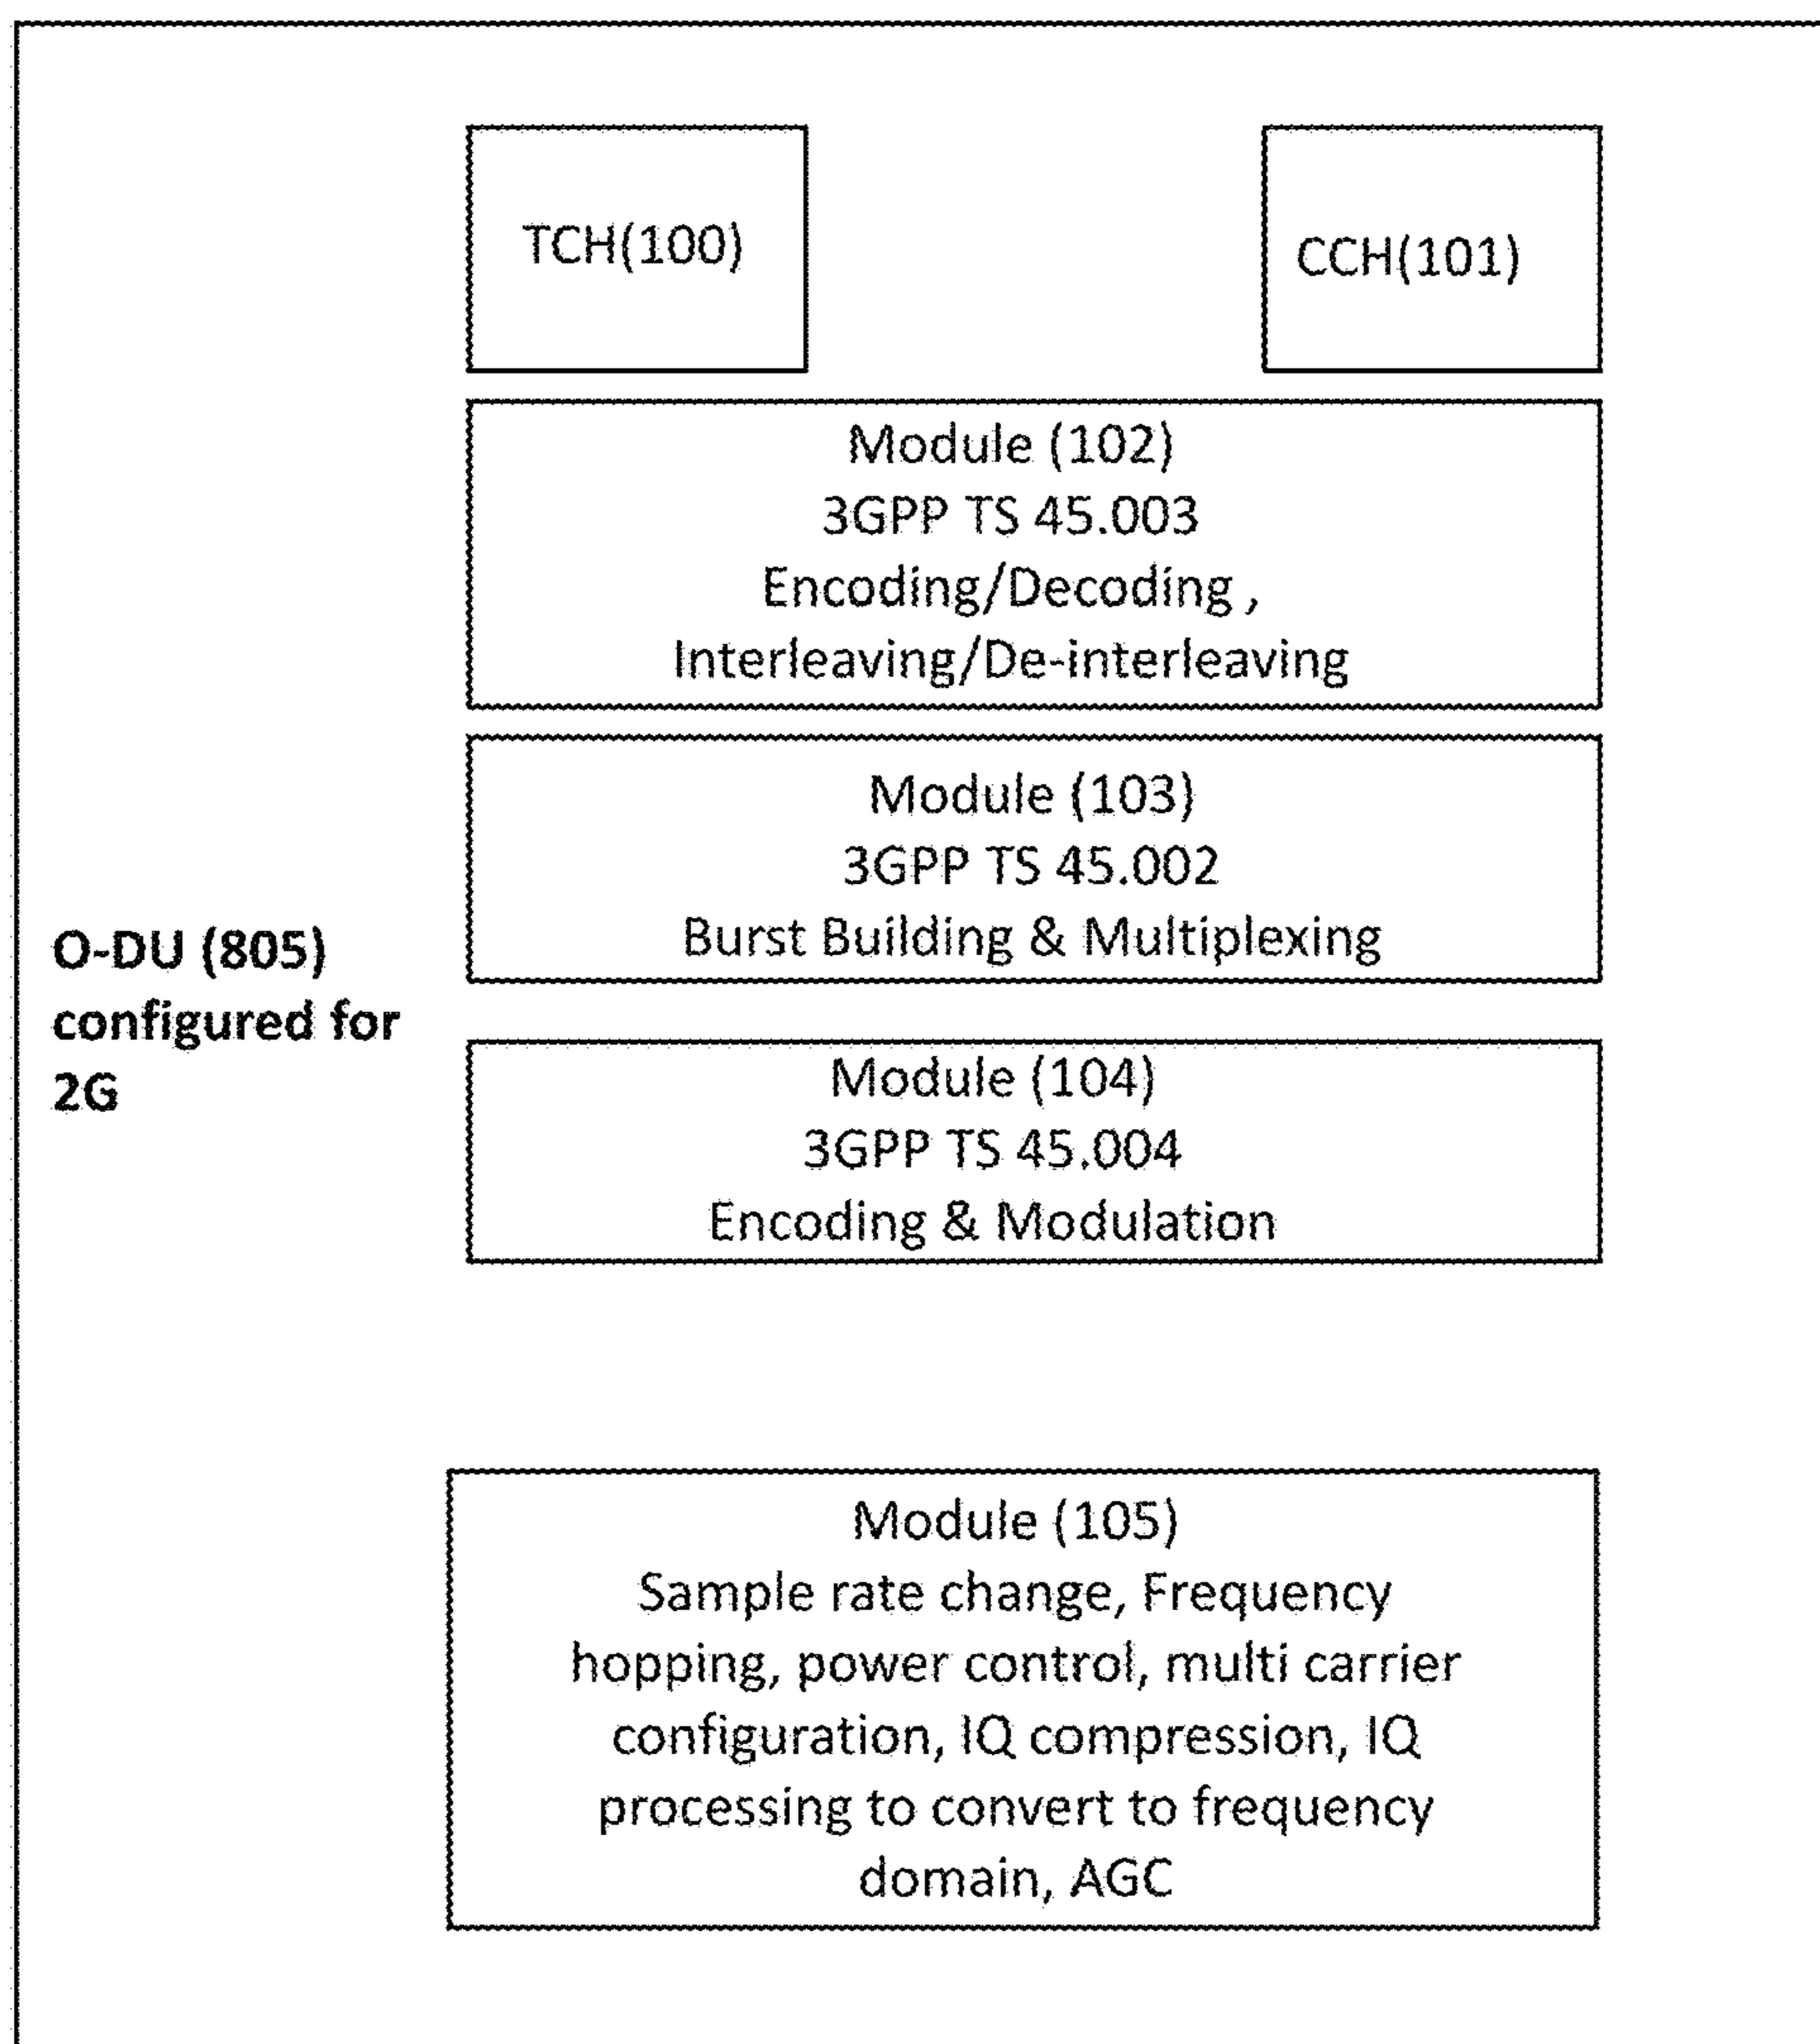 TCH(100)
CCH(101)
Module (102)
3GPP TS 45.003
Encoding/Decoding ,
Interleaving/De-interleaving
Module (103)
3GPP TS 45.002
Burst Building & Multiplexing
O-DU (805)
configured for
2G
Module (104)
3GPP TS 45.004
Encoding & Modulation
Module (105)
Sample rate change, Frequency
hopping, power control, multi carrier
configuration, IQ compression, IQ
processing to convert to frequency
domain, AGC